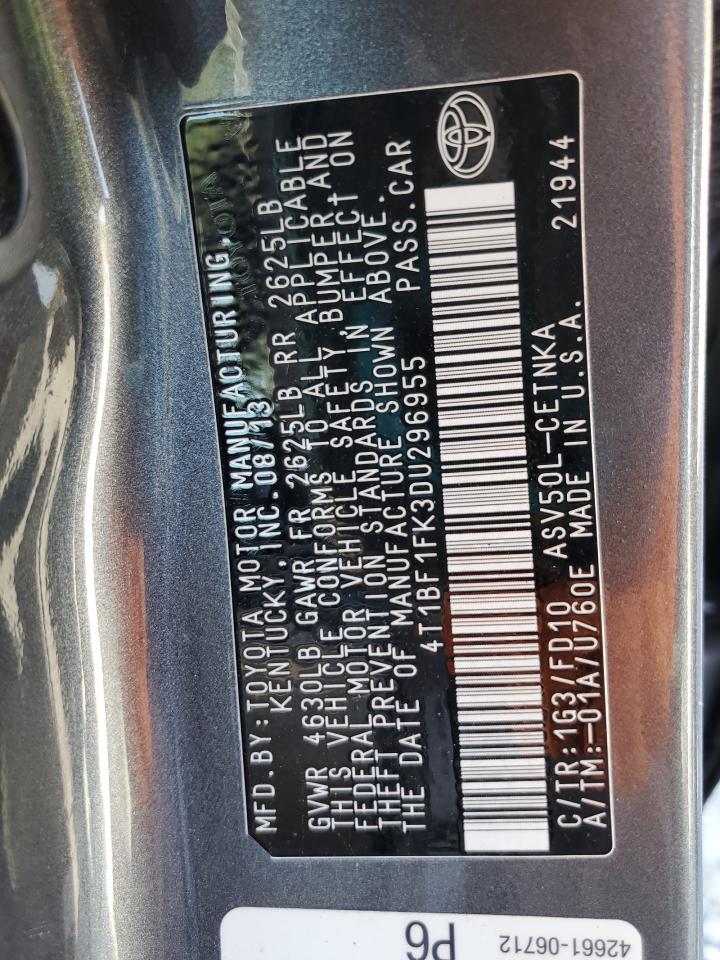 MFD.BY:TOYOTA MOTOR MANUFACTURING,
KENTUCKY,INC.08/13
GVWR 4630LB GAWR FR 2625LB RR 2625LB
THIS VEHICLE CONFORMS TO ALL APPLICABLE
FEDERAL MOTOR VEHICLE SAFETY, BUMPER, AND
THEFT PREVENTION STANDARDS IN EFFECT ON
THE DATE OF MANUFACTURE SHOWN ABOVE.
4T1BF1FK3DU296955 PASS.CAR
C/TR:1G3/FD10 ASV50L-CETNKA 21944
A/TM:-01A/U760E MADE IN U.S.A.
P6
42661-06712